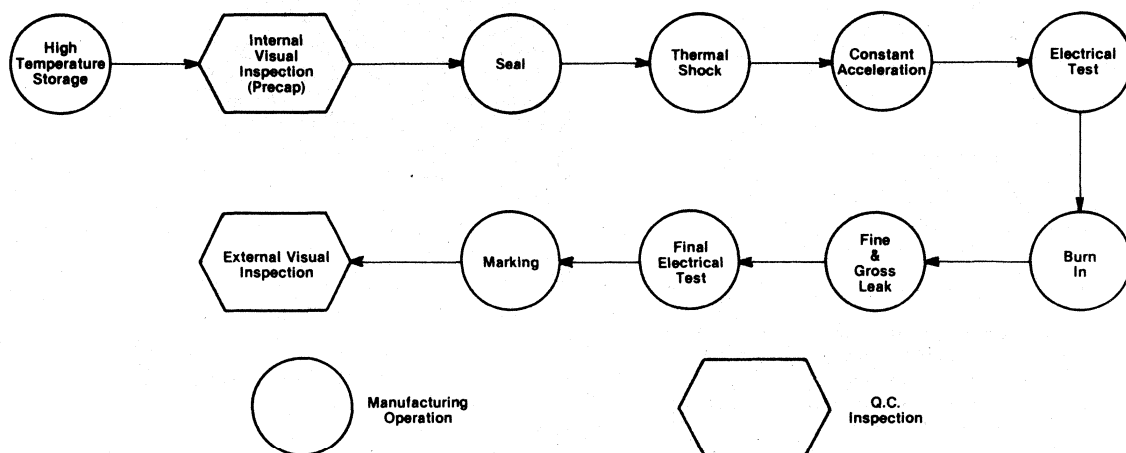 High
Temperature
Storage
Internal
Visual
Inspection
(Precap)
Seal
Thermal
Shock
Constant
Acceleration
Electrical
Test
External Visual
Inspection
Marking
Final
Electrical
Test
Fine
&
Gross
Leak
Burn
In
Manufacturing
Operation
Q.C.
Inspection